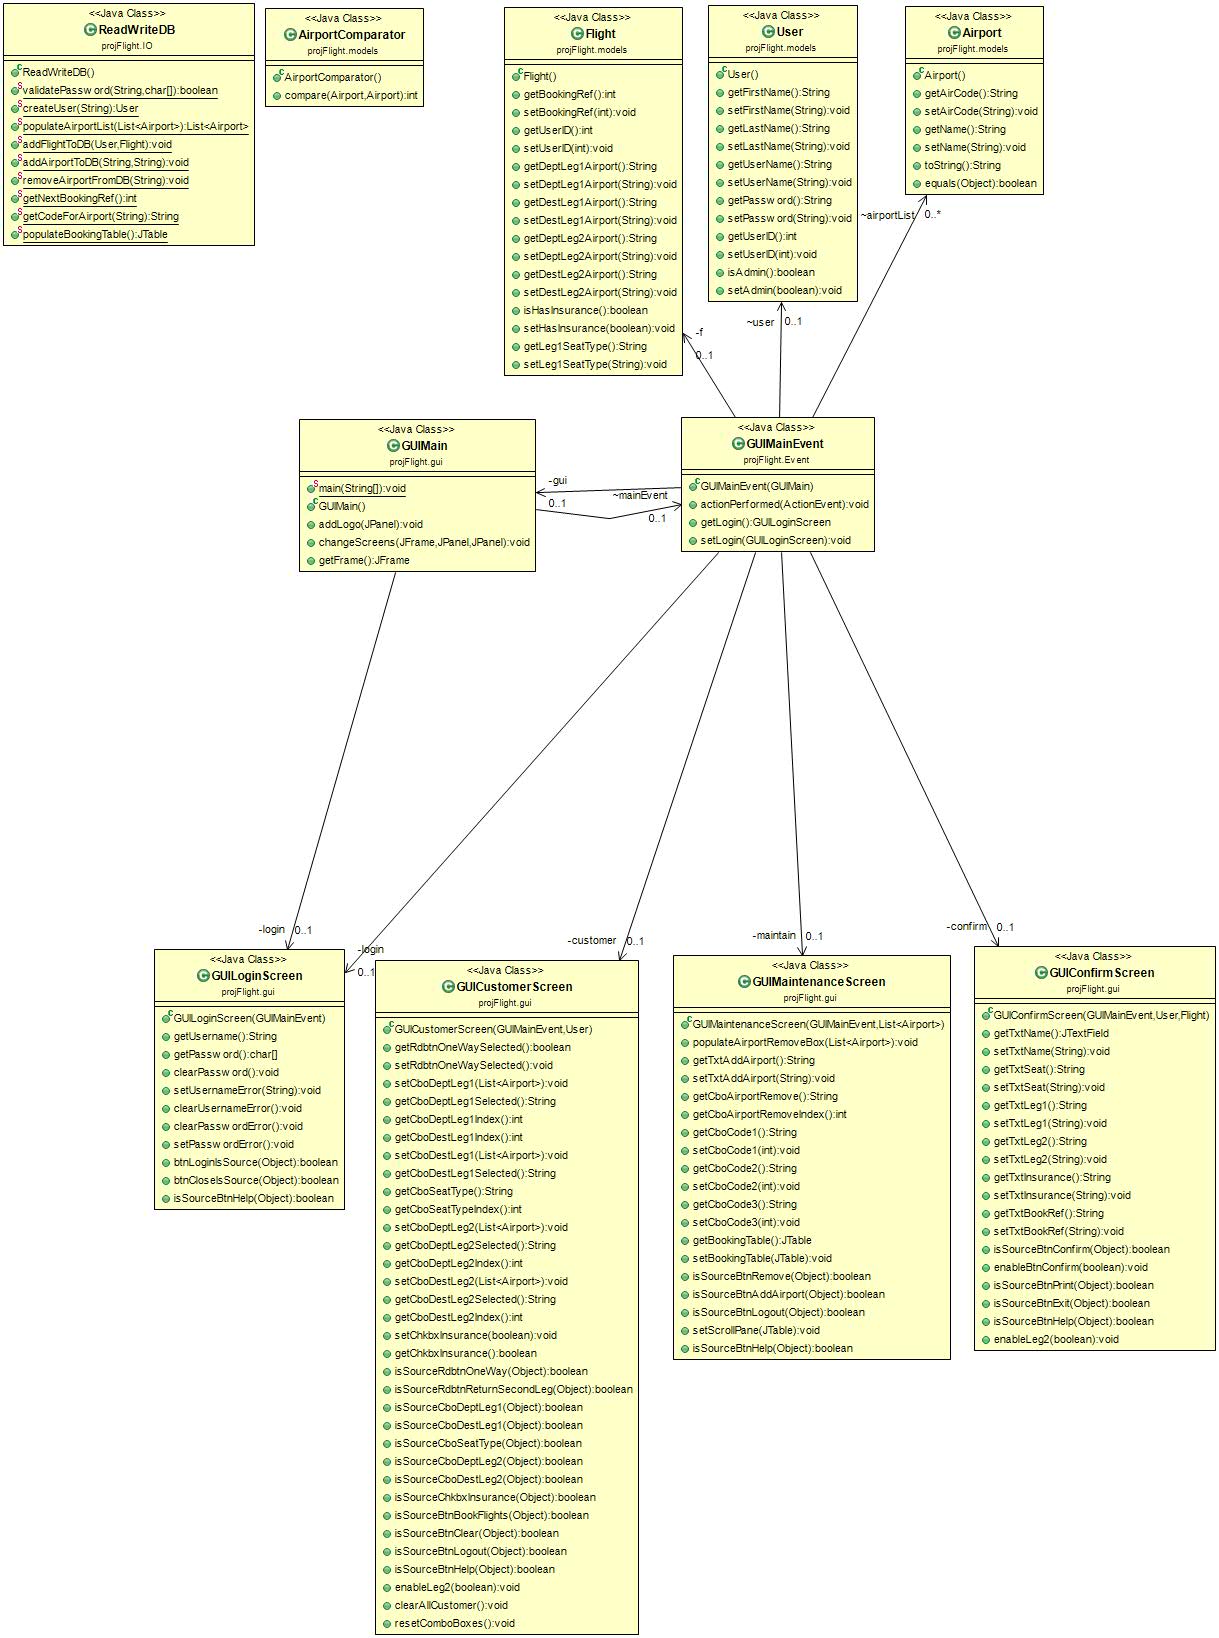 <<Java Class>>
ReadWriteDB
projFlight.IO
ReadWriteDB()
validatePassword(String,char[]):boolean
createUser(String):User
populateAirportList(List<Airport>):List<Airport>
addFlightToDB(User,Flight):void
addAirportToDB(String,String):void
removeAirportFromDB(String):void
getNextBookingRef():int
getCodeForAirport(String):String
populateBookingTable():JTable
<<Java Class>>
AirportComparator
projFlight.models
AirportComparator()
compare(Airport,Airport):int
<<Java Class>>
Flight
projFlight.models
Flight()
getBookingRef():int
setBookingRef(int):void
getUserID():int
setUserID(int):void
getDeptLeg1Airport():String
setDeptLeg1Airport(String):void
getDestLeg1Airport():String
setDestLeg1Airport(String):void
getDeptLeg2Airport():String
setDeptLeg2Airport(String):void
getDestLeg2Airport():String
setDestLeg2Airport(String):void
isHasInsurance():boolean
setHasInsurance(boolean):void
getLeg1SeatType():String
setLeg1SeatType(String):void
<<Java Class>>
User
projFlight.models
User()
getFirstName():String
setFirstName(String):void
getLastName():String
setLastName(String):void
getUserName():String
setUserName(String):void
getPassword():String
setPassword(String):void
getUserID():int
setUserID(int):void
isAdmin():boolean
setAdmin(boolean):void
<<Java Class>>
Airport
projFlight.models
Airport()
getAirCode():String
setAirCode(String):void
getName():String
setName(String):void
toString():String
equals(Object):boolean
~airportList 0..*
~user 0..1
-f
0..1
<<Java Class>>
GUIMain
projFlight.gui
main(String[]):void
GUIMain()
addLogo(JPanel):void
changeScreens(JFrame,JPanel,JPanel):void
getFrame():JFrame
-gui
0..1
~mainEvent
0..1
<<Java Class>>
GUIMainEvent
projFlight.Event
GUIMainEvent(GUIMain)
actionPerformed(ActionEvent):void
getLogin():GUILoginScreen
setLogin(GUILoginScreen):void
-login 0..1
-login
0..1
-customer 0..1
-maintain 0..1
-confirm 0..1
<<Java Class>>
GUILoginScreen
projFlight.gui
GUILoginScreen(GUIMainEvent)
getUsername():String
getPassword():char[]
clearPassword():void
setUsernameError(String):void
clearUsernameError():void
clearPasswordError():void
setPasswordError():void
btnLoginIsSource(Object):boolean
btnCloseIsSource(Object):boolean
isSourceBtnHelp(Object):boolean
<<Java Class>>
GUICustomerScreen
projFlight.gui
GUICustomerScreen(GUIMainEvent,User)
getRdbtnOneWaySelected():boolean
setRdbtnOneWaySelected():void
setCboDeptLeg1(List<Airport>):void
getCboDeptLeg1Selected():String
getCboDeptLeg1Index():int
getCboDestLeg1Index():int
setCboDestLeg1(List<Airport>):void
getCboDestLeg1Selected():String
getCboSeatType():String
getCboSeatTypeIndex():int
setCboDeptLeg2(List<Airport>):void
getCboDeptLeg2Selected():String
getCboDeptLeg2Index():int
setCboDestLeg2(List<Airport>):void
getCboDestLeg2Selected():String
getCboDestLeg2Index():int
setChkbxInsurance(boolean):void
getChkbxInsurance():boolean
isSourceRdbtnOneWay(Object):boolean
isSourceRdbtnReturnSecondLeg(Object):boolean
isSourceCboDeptLeg1(Object):boolean
isSourceCboDestLeg1(Object):boolean
isSourceCboSeatType(Object):boolean
isSourceCboDeptLeg2(Object):boolean
isSourceCboDestLeg2(Object):boolean
isSourceChkbxInsurance(Object):boolean
isSourceBtnBookFlights(Object):boolean
isSourceBtnClear(Object):boolean
isSourceBtnLogout(Object):boolean
isSourceBtnHelp(Object):boolean
enableLeg2(boolean):void
clearAllCustomer():void
resetComboBoxes():void
<<Java Class>>
GUIMaintenanceScreen
projFlight.gui
GUIMaintenanceScreen(GUIMainEvent,List<Airport>)
populateAirportRemoveBox(List<Airport>):void
getTxtAddAirport():String
setTxtAddAirport(String):void
getCboAirportRemove():String
getCboAirportRemoveIndex():int
getCboCode1():String
setCboCode1(int):void
getCboCode2():String
setCboCode2(int):void
getCboCode3():String
setCboCode3(int):void
getBookingTable():JTable
setBookingTable(JTable):void
isSourceBtnRemove(Object):boolean
isSourceBtnAddAirport(Object):boolean
isSourceBtnLogout(Object):boolean
setScrollPane(JTable):void
isSourceBtnHelp(Object):boolean
<<Java Class>>
GUIConfirmScreen
projFlight.gui
GUIConfirmScreen(GUIMainEvent,User,Flight)
getTxtName():JTextField
setTxtName(String):void
getTxtSeat():String
setTxtSeat(String):void
getTxtLeg1():String
setTxtLeg1(String):void
getTxtLeg2():String
setTxtLeg2(String):void
getTxtInsurance():String
setTxtInsurance(String):void
getTxtBookRef():String
setTxtBookRef(String):void
isSourceBtnConfirm(Object):boolean
enableBtnConfirm(boolean):void
isSourceBtnPrint(Object):boolean
isSourceBtnExit(Object):boolean
isSourceBtnHelp(Object):boolean
enableLeg2(boolean):void